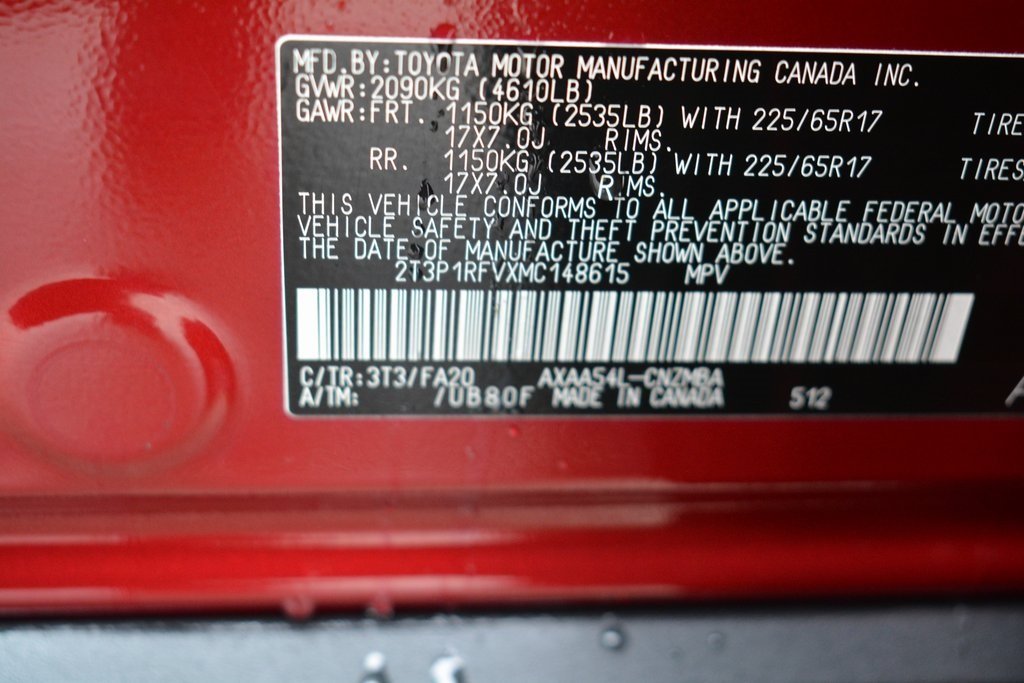 MFD.BY:TOYOTA MOTOR MANUFACTURING CANADA INC.
GVWR:2090KG (4610LB)
GAWR:FRT. 1150KG (2535LB) WITH 225/65R17 TIRE
17X7.0J RIMS.
RR. 1150KG (2535LB) WITH 225/65R17 TIRES
17X7.0J RIMS.
THIS VEHICLE CONFORMS TO ALL APPLICABLE FEDERAL MOTO
VEHICLE SAFETY AND THEFT PREVENTION STANDARDS IN EFFE
THE DATE OF MANUFACTURE SHOWN ABOVE.
2T3P1RFVXMC148615 MPV
C/TR:3T3/FA20 AXAA54L-CNZMBA
A/TM: /UB80F MADE IN CANADA 512